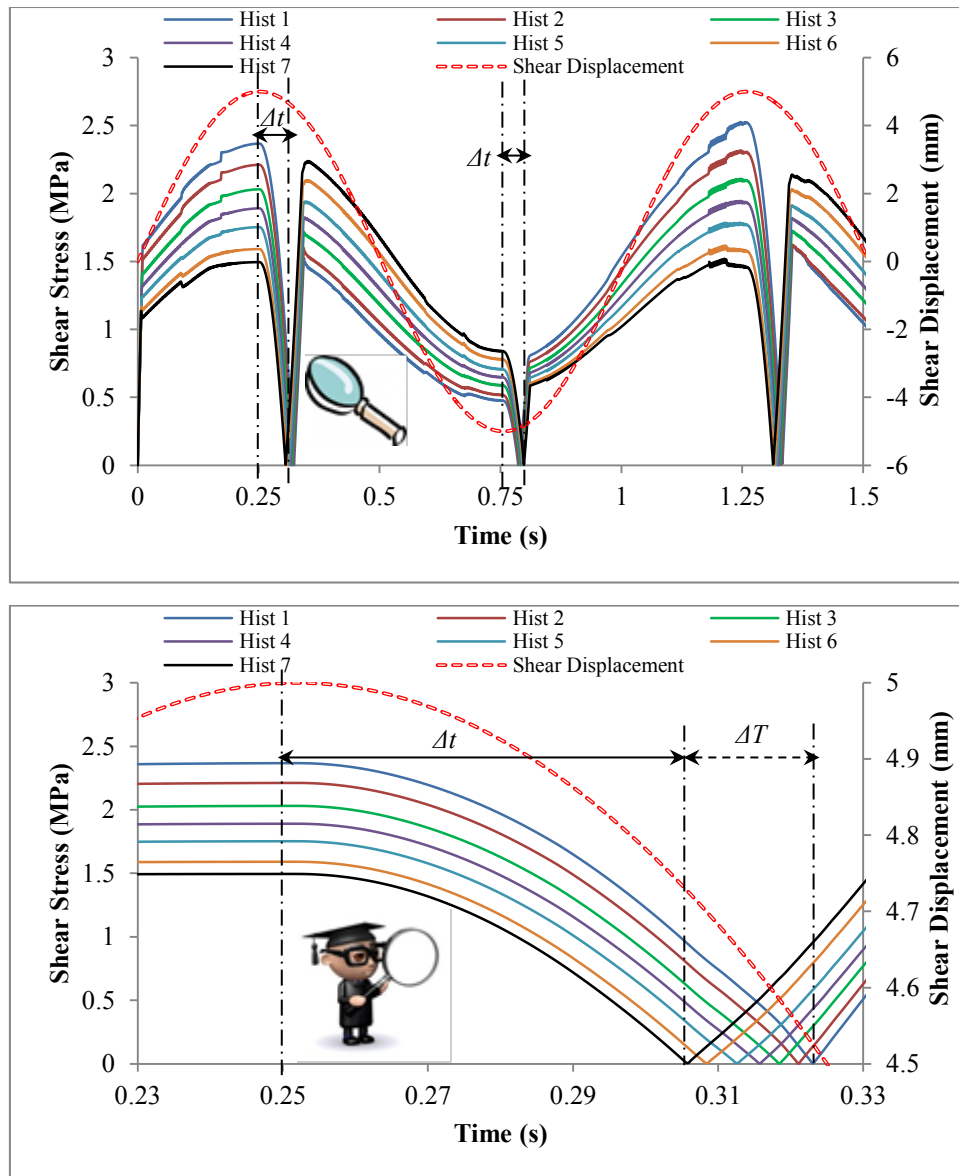 Hist 1 Hist 2 Hist 3
Hist 4 Hist 5 Hist 6
Hist 7 Shear Displacement
3 2.5 2 1.5 1 0.5 0
Shear Stress (MPa)
Δt
Δt
6 4 2 0 -2 -4 -6
Shear Displacement (mm)
0 0.25 0.5 0.75 1 1.25 1.5
Time (s)
Hist 1 Hist 2 Hist 3
Hist 4 Hist 5 Hist 6
Hist 7 Shear Displacement
3 2.5 2 1.5 1 0.5 0
Shear Stress (MPa)
Δt ΔT
5 4.9 4.8 4.7 4.6 4.5
Shear Displacement (mm)
0.23 0.25 0.27 0.29 0.31 0.33
Time (s)